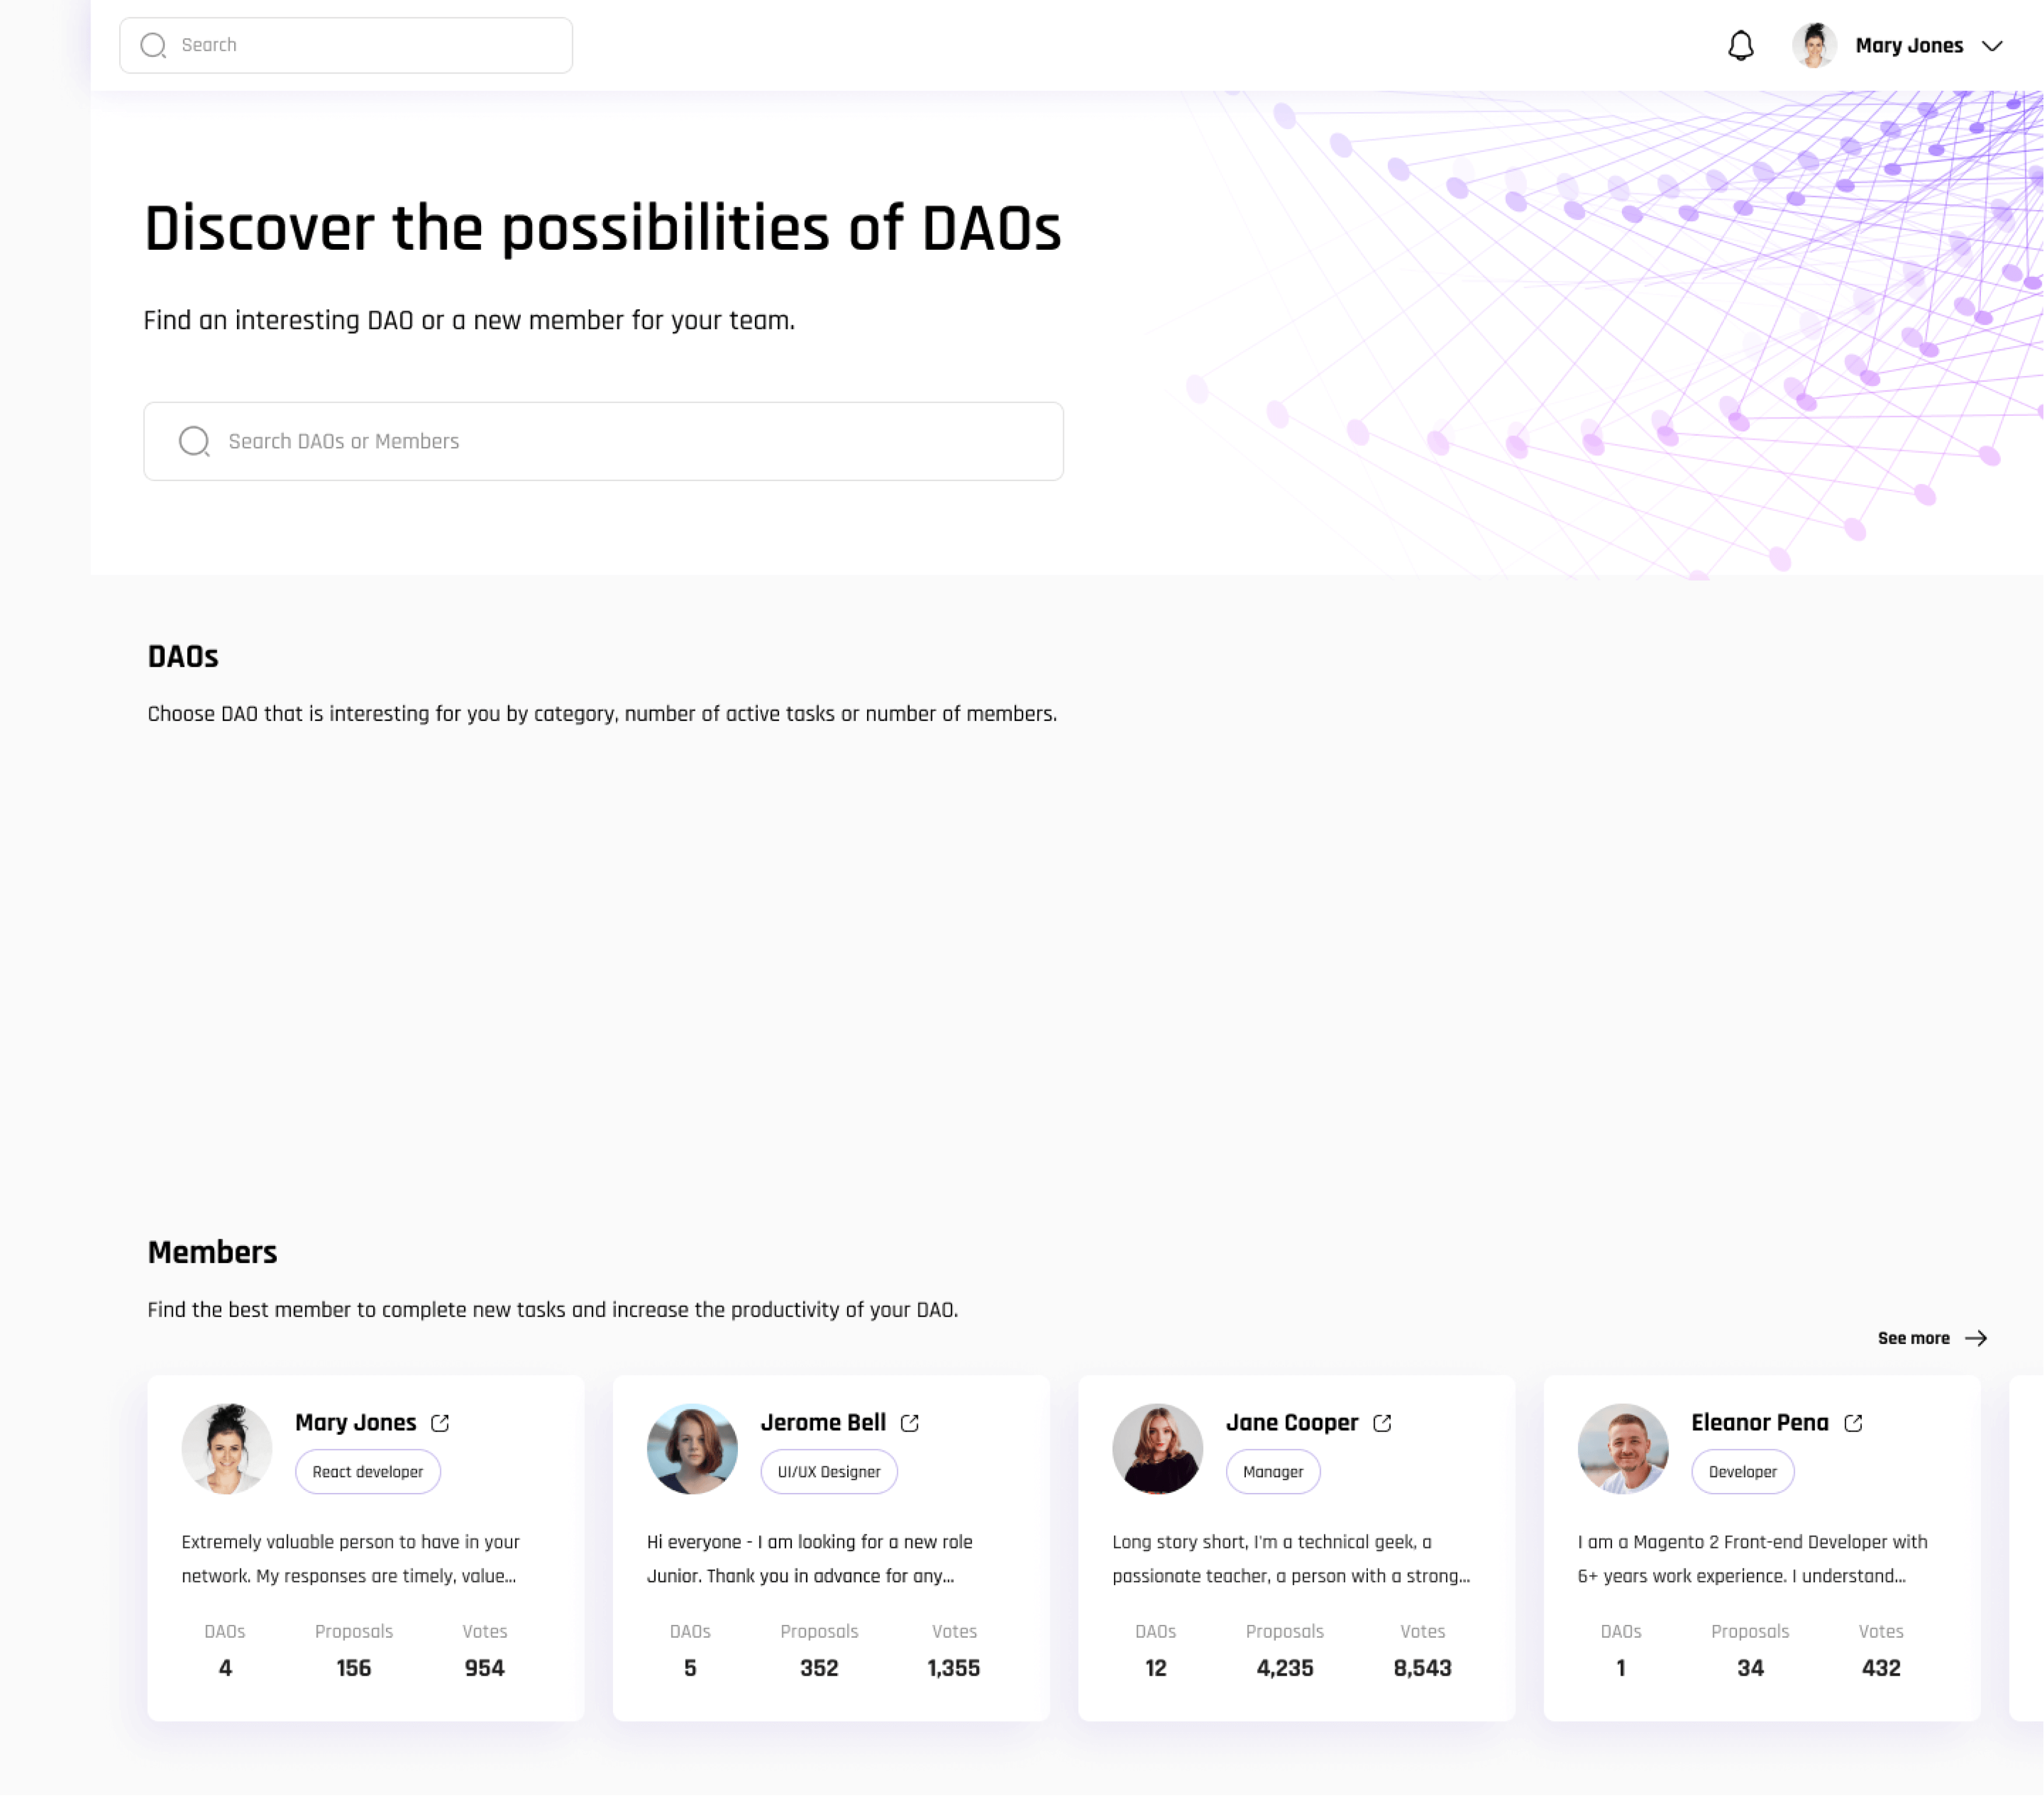 Search
Mary Jones
Discover the possibilities of DAOs
Find an interesting DAO or a new member for your team.
Search DAOs or Members
DAOs
Choose DAO that is interesting for you by category, number of active tasks or number of members.
Members
Find the best member to complete new tasks and increase the productivity of your DAO.
See more
Mary Jones
React developer
Extremely valuable person to have in your
network. My responses are timely, value...
DAOs Proposals Votes
4 156 954
Jerome Bell
UI/UX Designer
Hi everyone - I am looking for a new role
Junior. Thank you in advance for any...
DAOs Proposals Votes
5 352 1,355
Jane Cooper
Manager
Long story short, I'm a technical geek, a
passionate teacher, a person with a strong...
DAOs Proposals Votes
12 4,235 8,543
Eleanor Pena
Developer
I am a Magento 2 Front-end Developer with
6+ years work experience. I understand...
DAOs Proposals Votes
1 34 432